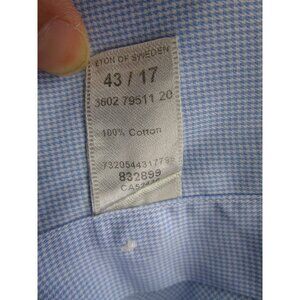 ETON OF SWEDEN
43 / 17
3602 79511 20
100% Cotton
832899